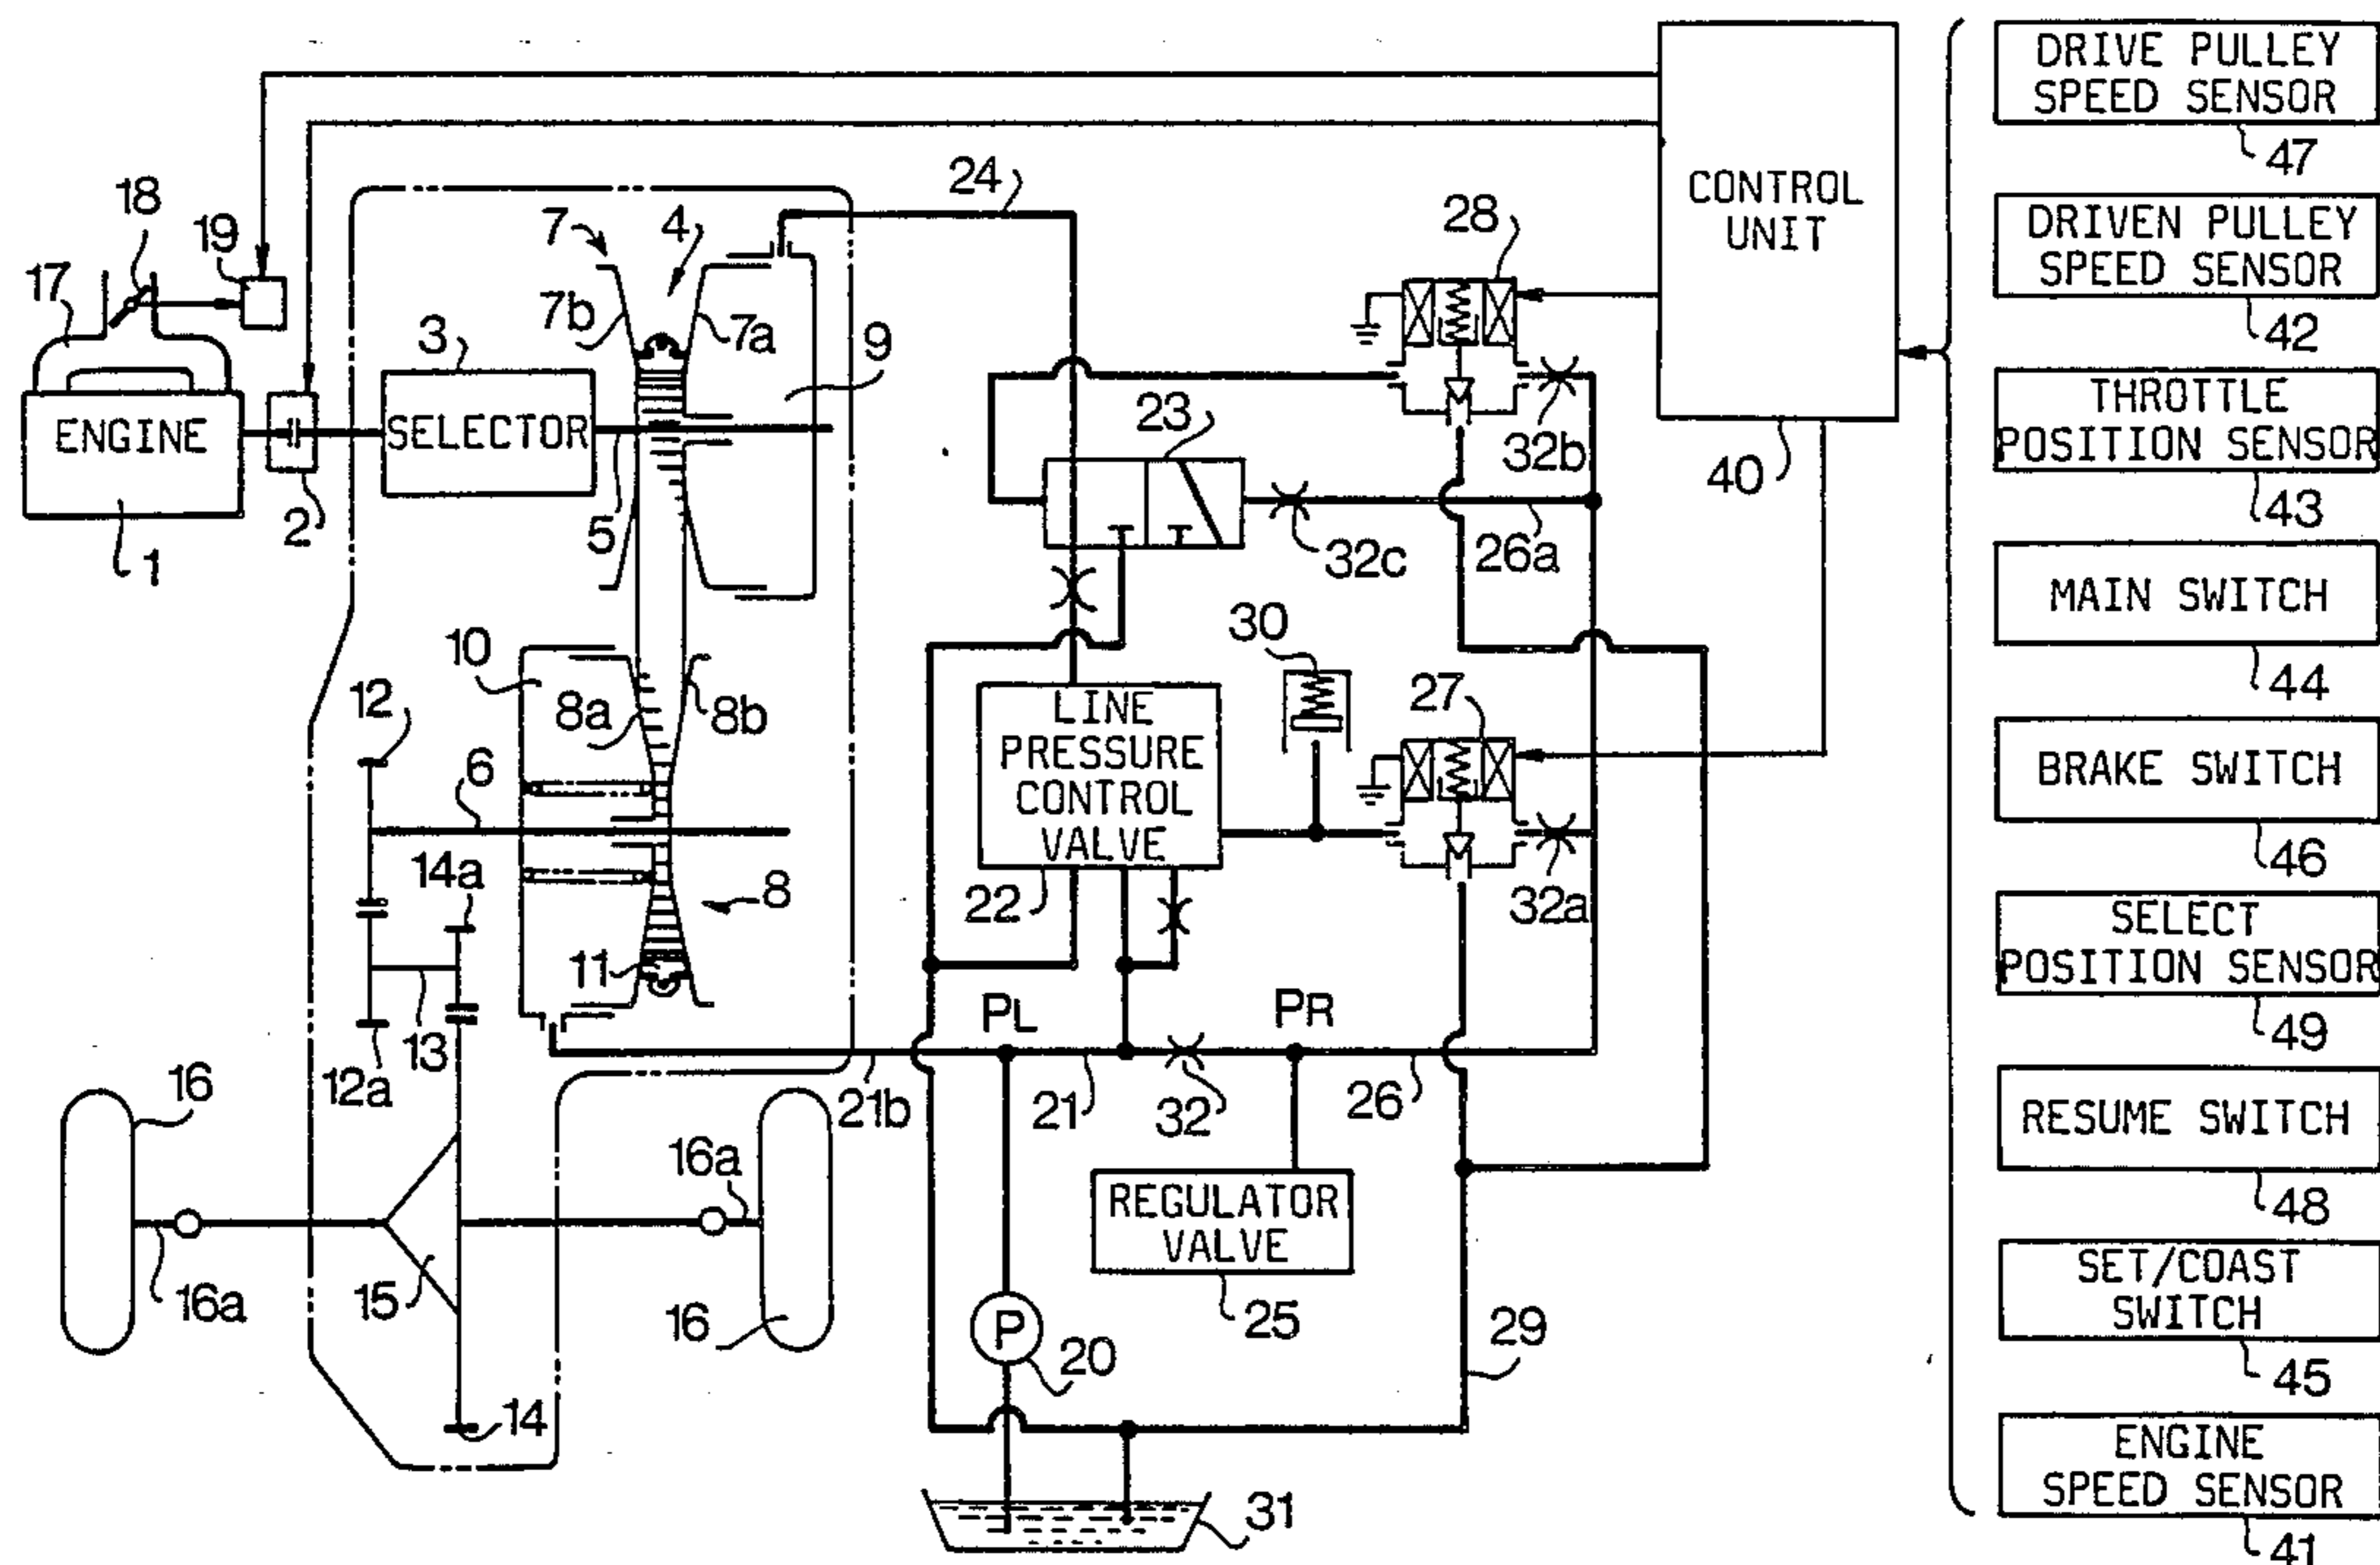 DRIVE PULLEY
SPEED SENSOR
47
DRIVEN PULLEY
SPEED SENSOR
42
THROTTLE
POSITION SENSOR
43
MAIN SWITCH
44
BRAKE SWITCH
46
SELECT
POSITION SENSOR
49
RESUME SWITCH
48
SET/COAST
SWITCH
45
ENGINE
SPEED SENSOR
41
CONTROL
UNIT
40
24
18
19
17
7
4
7b
7a
9
3
28
23
ENGINE
SELECTOR
1
2
5
32b
32c
26a
30
10
12
8a
8b
6
LINE
PRESSURE
CONTROL
VALVE
27
14a
8
22
32a
11
13
12a
PL
PR
16
21b
21
32
26
16a
REGULATOR
VALVE
15
16a
16
P
20
25
29
14
31